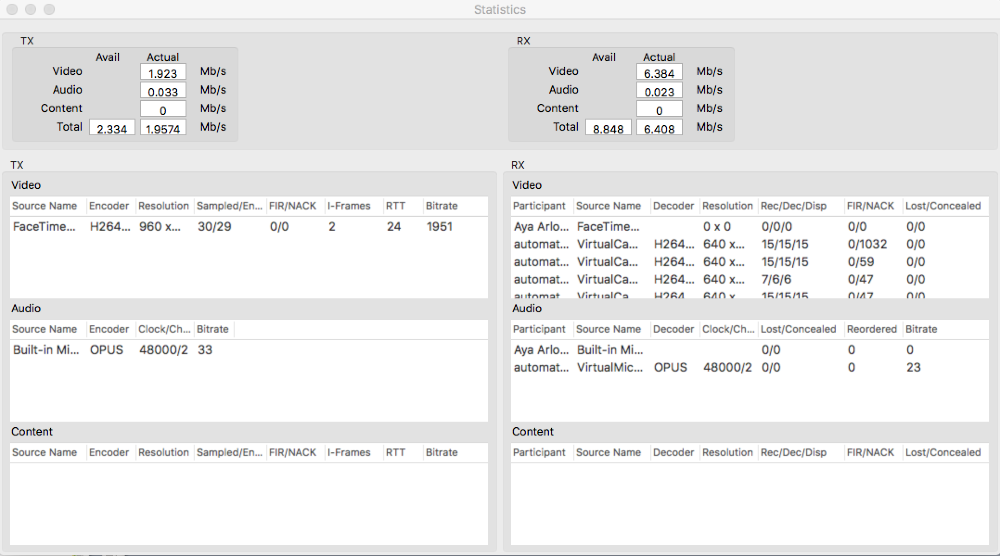 Statistics
TX
Avail Actual
Video 1.923 Mb/s
Audio 0.033 Mb/s
Content 0 Mb/s
Total 2.334 1.9574 Mb/s
RX
Avail Actual
Video 6.384 Mb/s
Audio 0.023 Mb/s
Content 0 Mb/s
Total 8.848 6.408 Mb/s
TX
Video
Source Name Encoder Resolution Sampled/En... FIR/NACK I-Frames RTT Bitrate
FaceTime... H264... 960 x... 30/29 0/0 2 24 1951
Audio
Source Name Encoder Clock/Ch... Bitrate
Built-in Mi... OPUS 48000/2 33
Content
Source Name Encoder Resolution Sampled/En... FIR/NACK I-Frames RTT Bitrate
RX
Video
Participant Source Name Decoder Resolution Rec/Dec/Disp FIR/NACK Lost/Concealed
Aya Arlo... FaceTime... 0 x 0 0/0/0 0/0 0/0
automat... VirtualCa... H264... 640 x... 15/15/15 0/1032 0/0
automat... VirtualCa... H264... 640 x... 15/15/15 0/59 0/0
automat... VirtualCa... H264... 640 x... 7/6/6 0/47 0/0
automat... VirtualCa... H264... 640 x... 15/15/15 0/47 0/0
Audio
Participant Source Name Decoder Clock/Ch... Lost/Concealed Reordered Bitrate
Aya Arlo... Built-in Mi... 0/0 0 0
automat... VirtualMic... OPUS 48000/2 0/0 0 23
Content
Participant Source Name Decoder Resolution Rec/Dec/Disp FIR/NACK Lost/Concealed